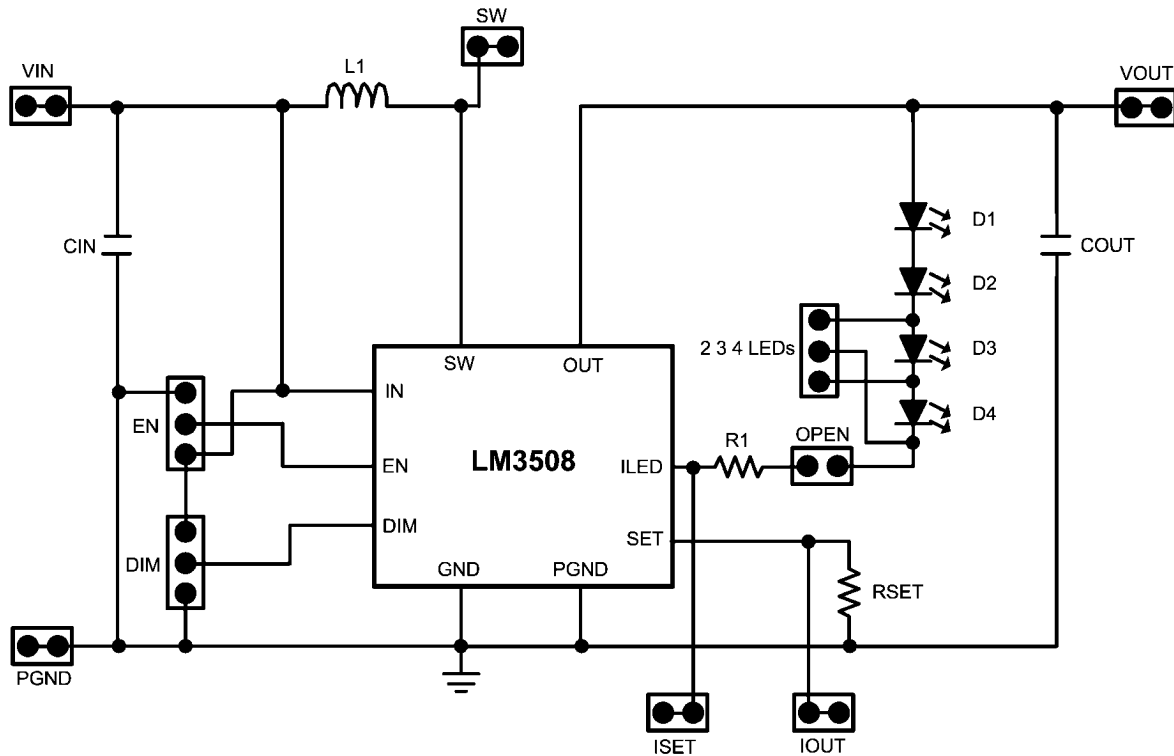 SW
VIN
L1
VOUT
CIN
D1
COUT
D2
2 3 4 LEDs
D3
D4
SW
OUT
IN
EN
EN
LM3508
ILED
R1
OPEN
DIM
DIM
SET
GND
PGND
RSET
PGND
ISET
IOUT